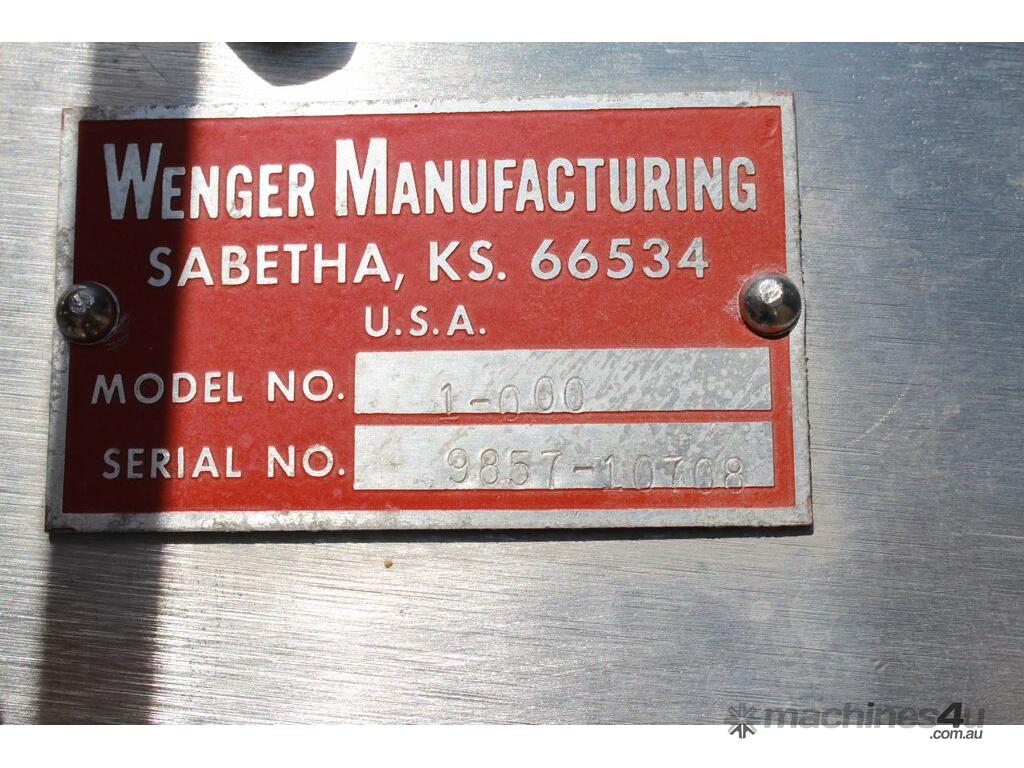 WENGER MANUFACTURING
SABETHA, KS. 66534
U.S.A.
MODEL NO. 1-000
SERIAL NO. 9857-10708
machines4u
.com.au